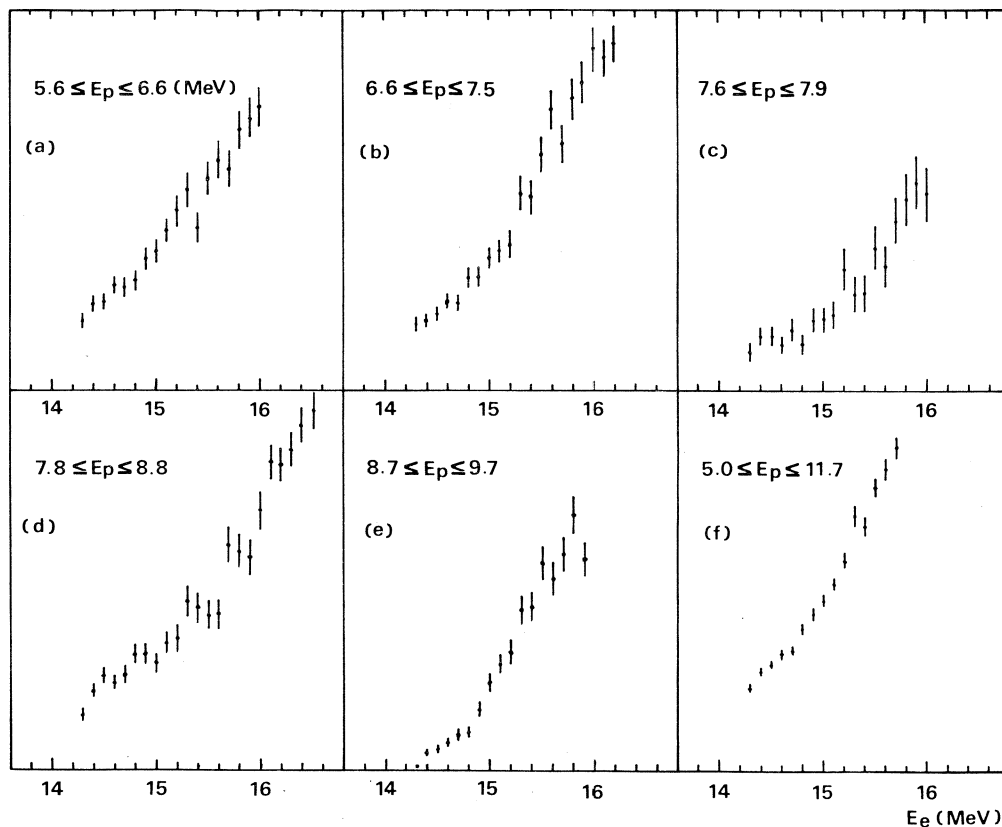 5.6 ≤ Ep ≤ 6.6 (MeV)
(a)
6.6 ≤ Ep ≤ 7.5
(b)
7.6 ≤ Ep ≤ 7.9
(c)
14 15 16
14 15 16
14 15 16
7.8 ≤ Ep ≤ 8.8
(d)
8.7 ≤ Ep ≤ 9.7
(e)
5.0 ≤ Ep ≤ 11.7
(f)
14 15 16
14 15 16
14 15 16
Ee (MeV)